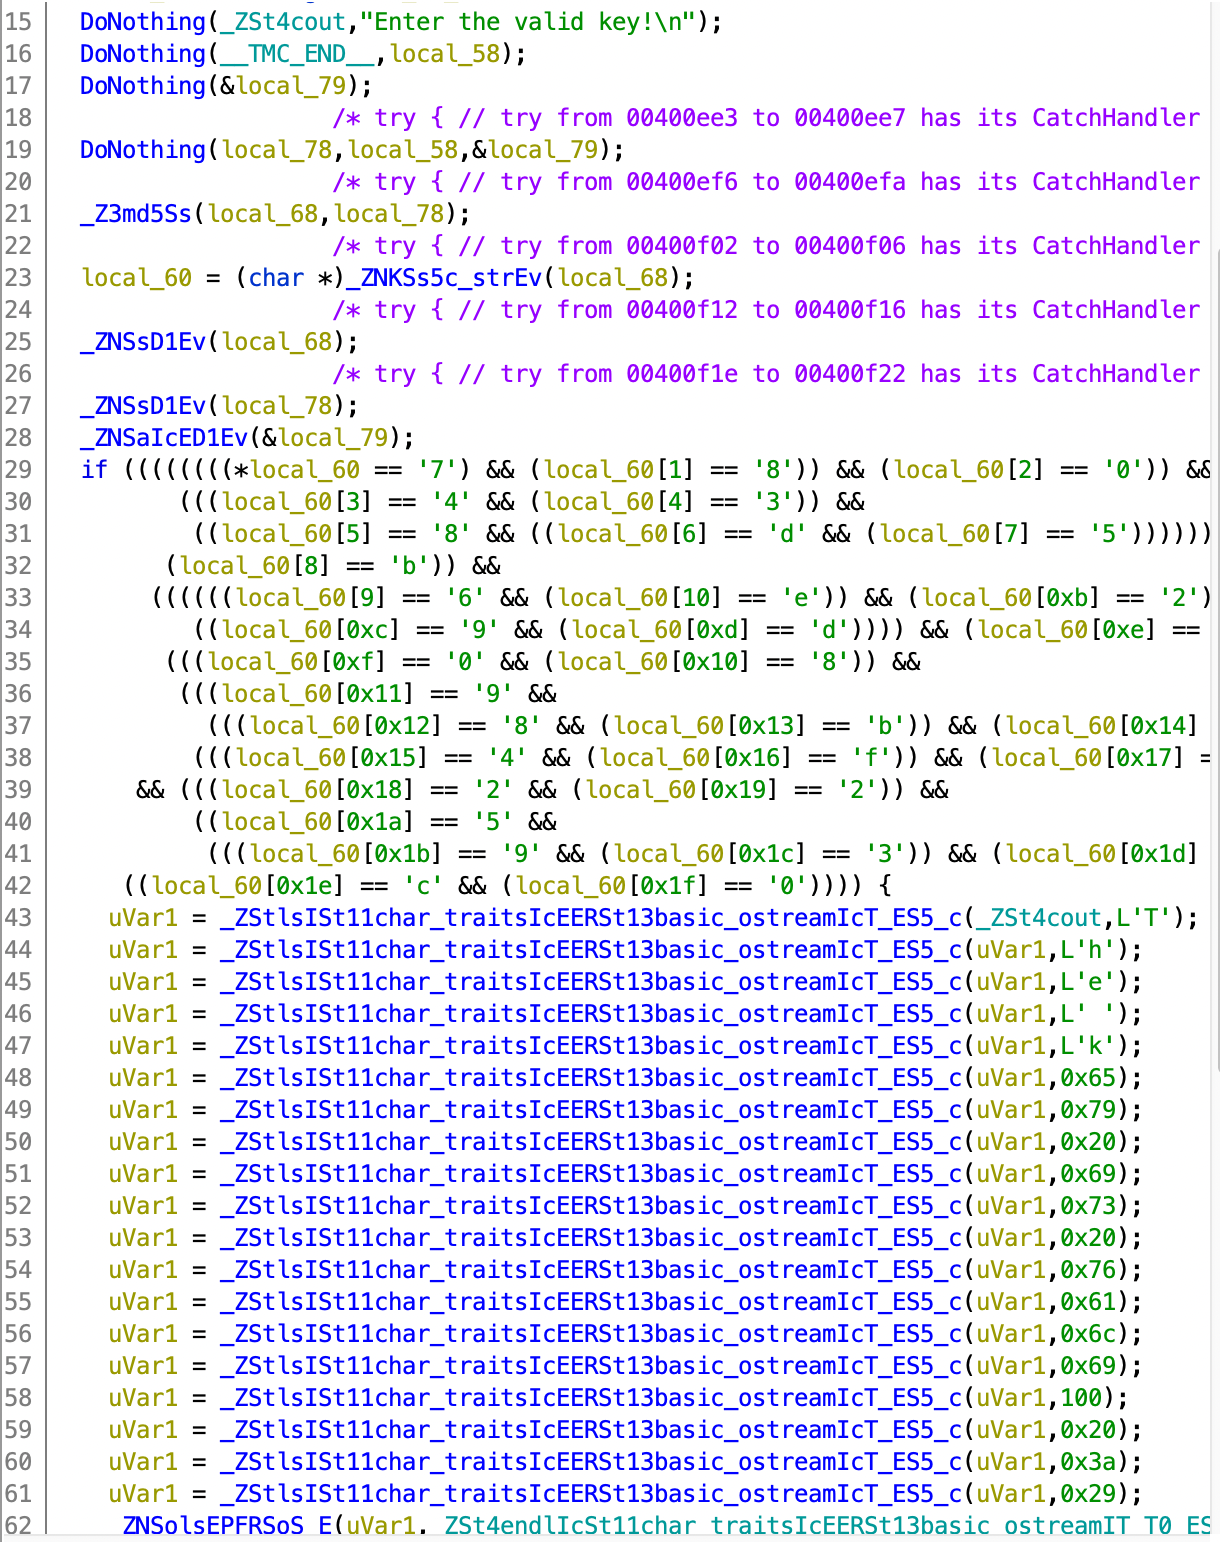 15 DoNothing(_ZSt4cout,"Enter the valid key!\n");
16 DoNothing(__TMC_END__,local_58);
17 DoNothing(&local_79);
18 /* try { // try from 00400ee3 to 00400ee7 has its CatchHandler
19 DoNothing(local_78,local_58,&local_79);
20 /* try { // try from 00400ef6 to 00400efa has its CatchHandler
21 _Z3md5Ss(local_68,local_78);
22 /* try { // try from 00400f02 to 00400f06 has its CatchHandler
23 local_60 = (char *)_ZNKSs5c_strEv(local_68);
24 /* try { // try from 00400f12 to 00400f16 has its CatchHandler
25 _ZNSsD1Ev(local_68);
26 /* try { // try from 00400f1e to 00400f22 has its CatchHandler
27 _ZNSsD1Ev(local_78);
28 _ZNSaIcED1Ev(&local_79);
29 if ((((((((*local_60 == '7') && (local_60[1] == '8')) && (local_60[2] == '0')) &&
30 (((local_60[3] == '4' && (local_60[4] == '3')) &&
31 ((local_60[5] == '8' && ((local_60[6] == 'd' && (local_60[7] == '5'))))))
32 (local_60[8] == 'b')) &&
33 ((((((local_60[9] == '6' && (local_60[10] == 'e')) && (local_60[0xb] == '2')
34 ((local_60[0xc] == '9' && (local_60[0xd] == 'd')))) && (local_60[0xe] ==
35 (((local_60[0xf] == '0' && (local_60[0x10] == '8')) &&
36 (((local_60[0x11] == '9' &&
37 (((local_60[0x12] == '8' && (local_60[0x13] == 'b')) && (local_60[0x14]
38 (((local_60[0x15] == '4' && (local_60[0x16] == 'f')) && (local_60[0x17] =
39 && (((local_60[0x18] == '2' && (local_60[0x19] == '2')) &&
40 ((local_60[0x1a] == '5' &&
41 (((local_60[0x1b] == '9' && (local_60[0x1c] == '3')) && (local_60[0x1d]
42 ((local_60[0x1e] == 'c' && (local_60[0x1f] == '0')))) {
43 uVar1 = _ZStlsISt11char_traitsIcEERSt13basic_ostreamIcT_ES5_c(_ZSt4cout,L'T');
44 uVar1 = _ZStlsISt11char_traitsIcEERSt13basic_ostreamIcT_ES5_c(uVar1,L'h');
45 uVar1 = _ZStlsISt11char_traitsIcEERSt13basic_ostreamIcT_ES5_c(uVar1,L'e');
46 uVar1 = _ZStlsISt11char_traitsIcEERSt13basic_ostreamIcT_ES5_c(uVar1,L' ');
47 uVar1 = _ZStlsISt11char_traitsIcEERSt13basic_ostreamIcT_ES5_c(uVar1,L'k');
48 uVar1 = _ZStlsISt11char_traitsIcEERSt13basic_ostreamIcT_ES5_c(uVar1,0x65);
49 uVar1 = _ZStlsISt11char_traitsIcEERSt13basic_ostreamIcT_ES5_c(uVar1,0x79);
50 uVar1 = _ZStlsISt11char_traitsIcEERSt13basic_ostreamIcT_ES5_c(uVar1,0x20);
51 uVar1 = _ZStlsISt11char_traitsIcEERSt13basic_ostreamIcT_ES5_c(uVar1,0x69);
52 uVar1 = _ZStlsISt11char_traitsIcEERSt13basic_ostreamIcT_ES5_c(uVar1,0x73);
53 uVar1 = _ZStlsISt11char_traitsIcEERSt13basic_ostreamIcT_ES5_c(uVar1,0x20);
54 uVar1 = _ZStlsISt11char_traitsIcEERSt13basic_ostreamIcT_ES5_c(uVar1,0x76);
55 uVar1 = _ZStlsISt11char_traitsIcEERSt13basic_ostreamIcT_ES5_c(uVar1,0x61);
56 uVar1 = _ZStlsISt11char_traitsIcEERSt13basic_ostreamIcT_ES5_c(uVar1,0x6c);
57 uVar1 = _ZStlsISt11char_traitsIcEERSt13basic_ostreamIcT_ES5_c(uVar1,0x69);
58 uVar1 = _ZStlsISt11char_traitsIcEERSt13basic_ostreamIcT_ES5_c(uVar1,100);
59 uVar1 = _ZStlsISt11char_traitsIcEERSt13basic_ostreamIcT_ES5_c(uVar1,0x20);
60 uVar1 = _ZStlsISt11char_traitsIcEERSt13basic_ostreamIcT_ES5_c(uVar1,0x3a);
61 uVar1 = _ZStlsISt11char_traitsIcEERSt13basic_ostreamIcT_ES5_c(uVar1,0x29);
62 _ZNSolsEPFRSoS_E(uVar1,_ZSt4endlIcSt11char_traitsIcEERSt13basic_ostreamIT_T0_ES